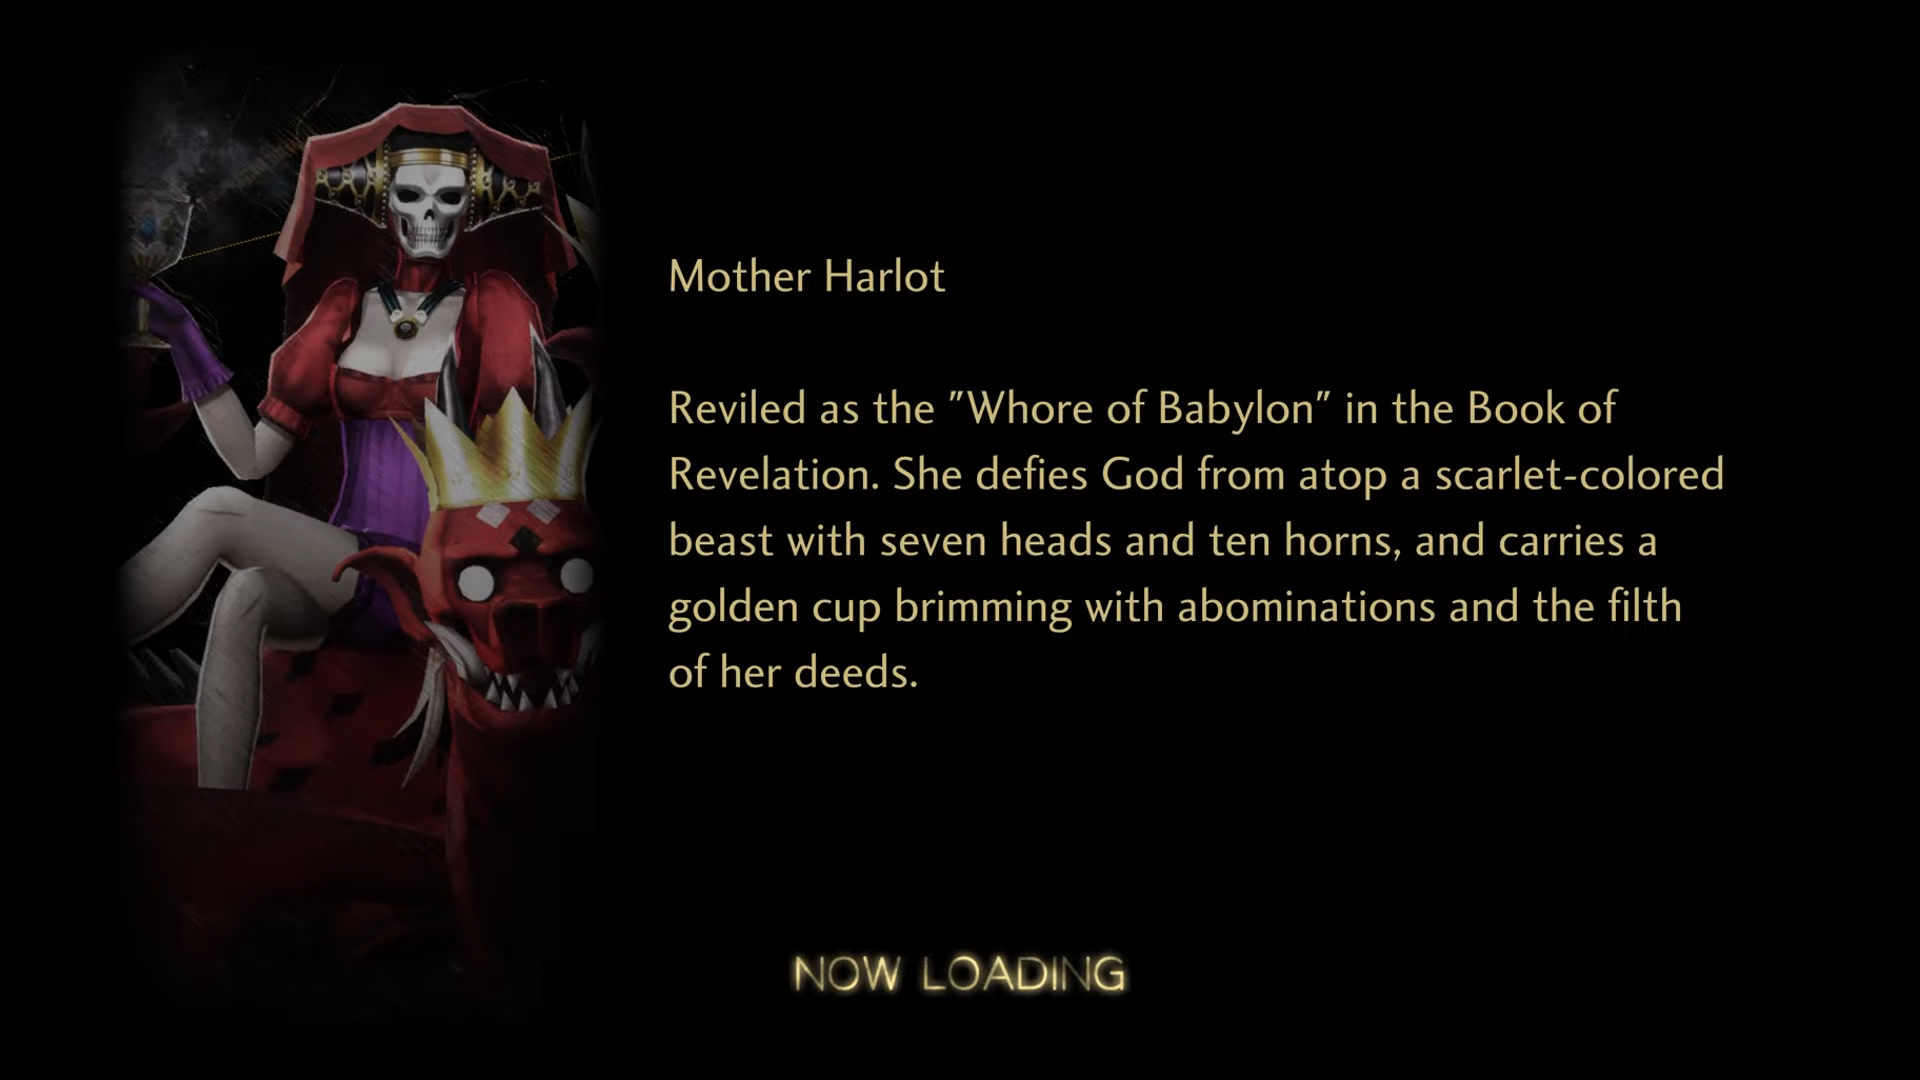 Mother Harlot
Reviled as the "Whore of Babylon" in the Book of
Revelation. She defies God from atop a scarlet-colored
beast with seven heads and ten horns, and carries a
golden cup brimming with abominations and the filth
of her deeds.
NOW LOADING